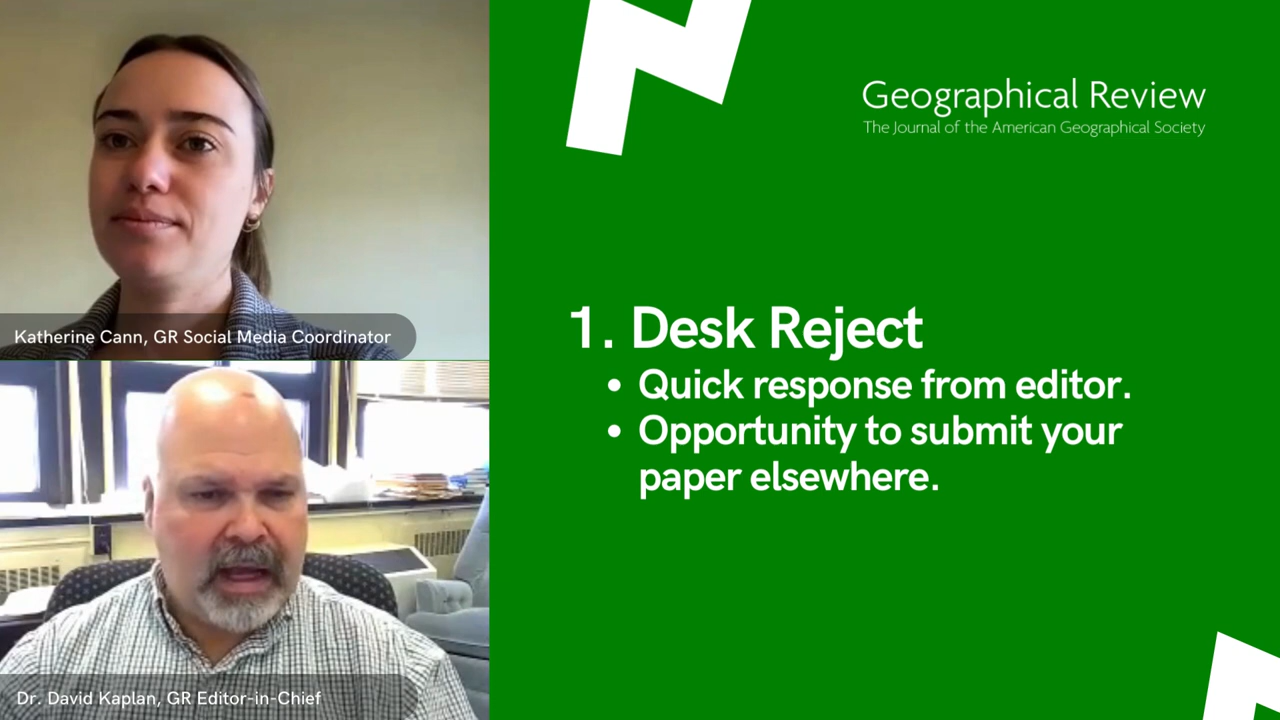 Katherine Cann, GR Social Media Coordinator
Dr. David Kaplan, GR Editor-in-Chief
Geographical Review
The Journal of the American Geographical Society
1. Desk Reject
• Quick response from editor.
• Opportunity to submit your
paper elsewhere.